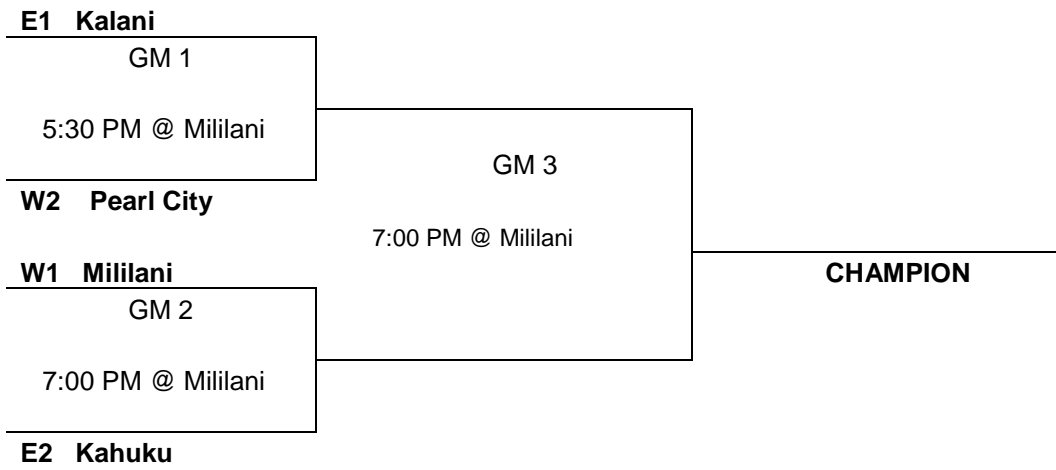 E1 Kalani
GM 1
5:30 PM @ Mililani
W2 Pearl City
GM 3
7:00 PM @ Mililani
W1 Mililani
GM 2
7:00 PM @ Mililani
E2 Kahuku
CHAMPION